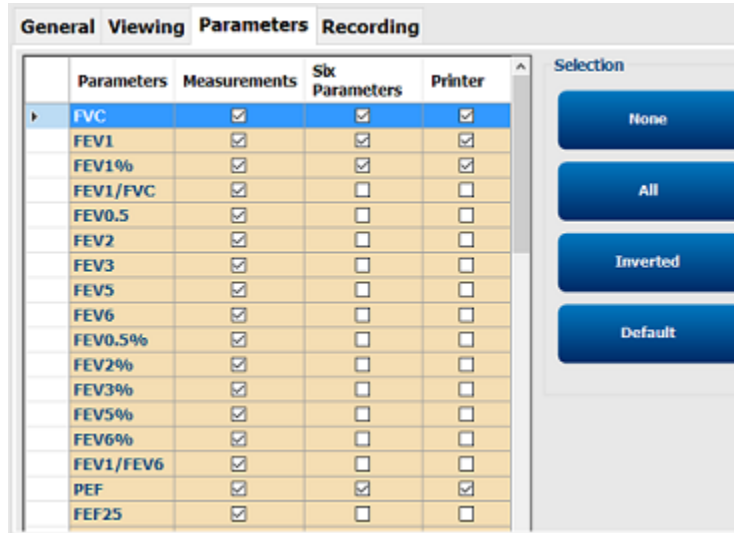 General Viewing Parameters Recording
Parameters Measurements Six Parameters Printer
FVC
FEV1
FEV1%
FEV1/FVC
FEV0.5
FEV2
FEV3
FEV5
FEV6
FEV0.5%
FEV2%
FEV3%
FEV5%
FEV6%
FEV1/FEV6
PEF
FEF25
Selection
None
All
Inverted
Default